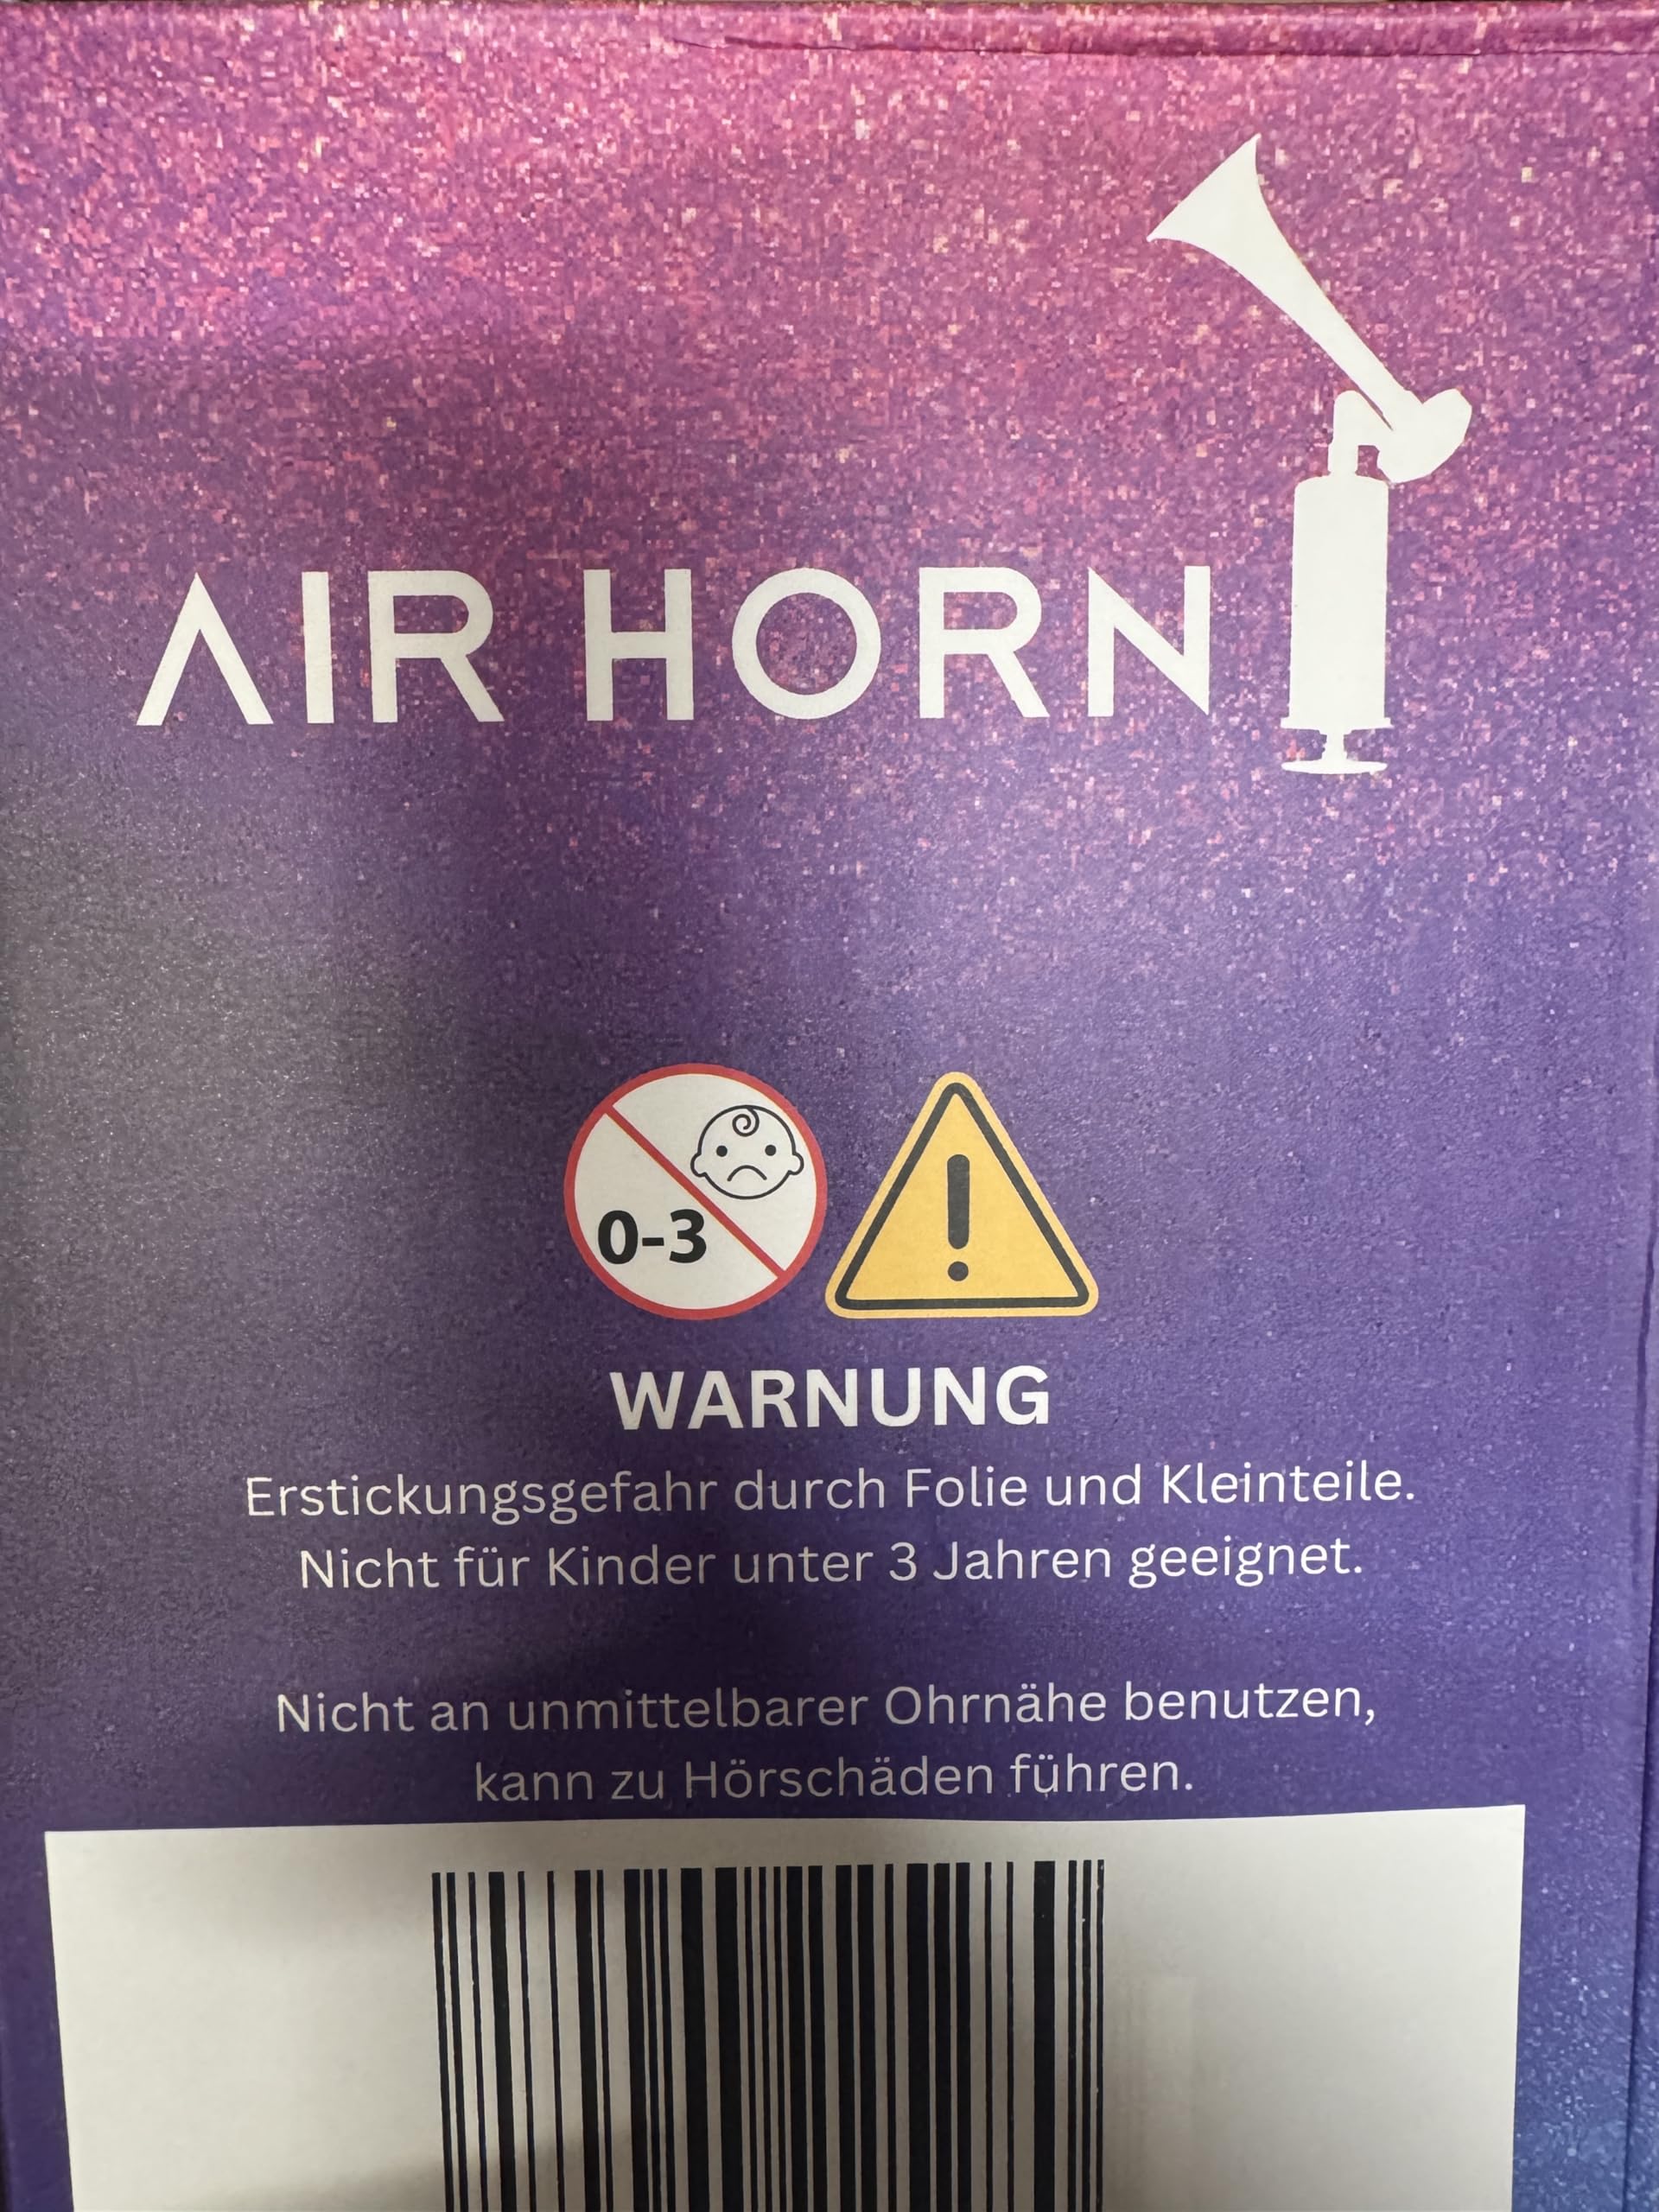 AIR HORN
0-3
WARNUNG
Erstickungsgefahr durch Folie und Kleinteile.
Nicht für Kinder unter 3 Jahren geeignet.
Nicht an unmittelbarer Ohrnähe benutzen,
kann zu Hörschäden führen.